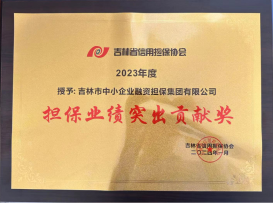 吉林省信用担保协会
2023年度
授予：吉林市中小企业融资担保集团有限公司
担保业绩突出贡献奖
吉林省信用担保协会
二〇二四年一月